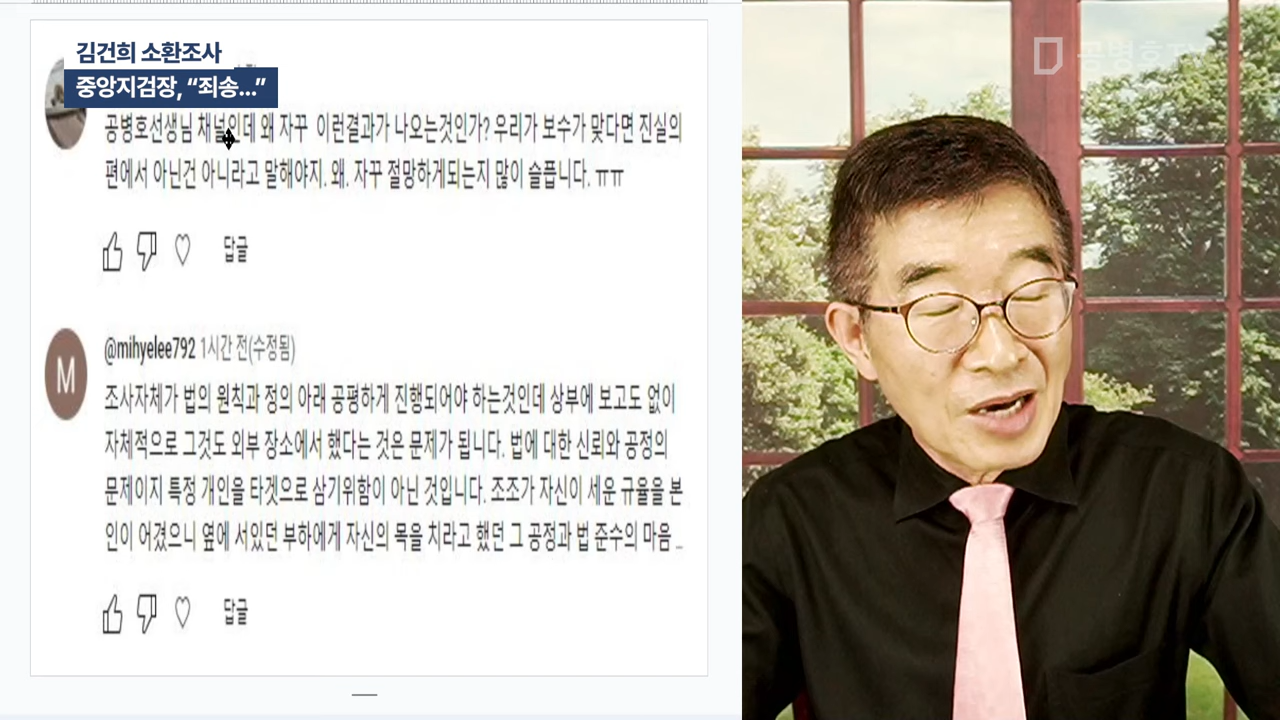 김건희 소환조사
중앙지검장, “죄송...”
공병호선생님 채널인데 왜 자꾸 이런결과가 나오는것인가? 우리가 보수가 맞다면 진실의
편에서 아닌건 아니라고 말해야지. 왜. 자꾸 절망하게되는지 많이 슬픕니다. ㅠㅠ
답글
M
@mihyelee792 1시간 전(수정됨)
조사자체가 법의 원칙과 정의 아래 공평하게 진행되어야 하는것인데 상부에 보고도 없이
자체적으로 그것도 외부 장소에서 했다는 것은 문제가 됩니다. 법에 대한 신뢰와 공정의
문제이지 특정 개인을 타겟으로 삼기위함이 아닌 것입니다. 조조가 자신이 세운 규율을 본
인이 어겼으니 옆에 서있던 부하에게 자신의 목을 치라고 했던 그 공정과 법 준수의 마음 ...
답글
공병호TV